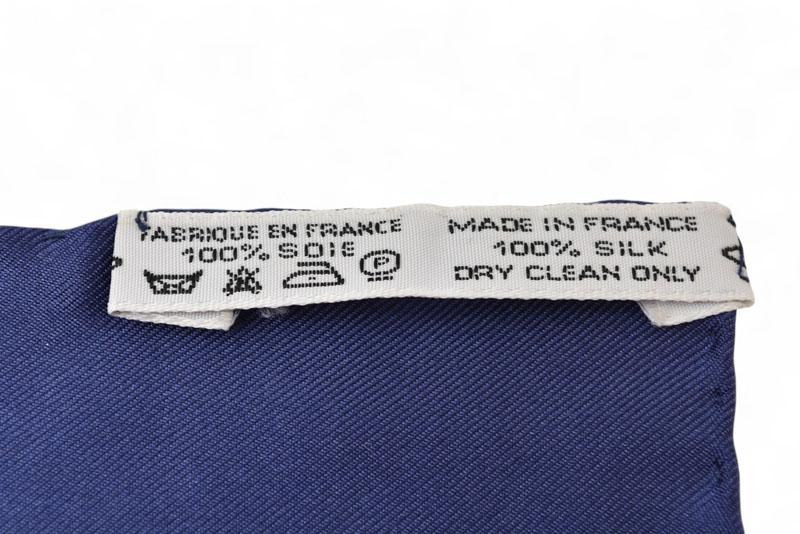 FABRIQUE EN FRANCE
100% SOIE
P
MADE IN FRANCE
100% SILK
DRY CLEAN ONLY